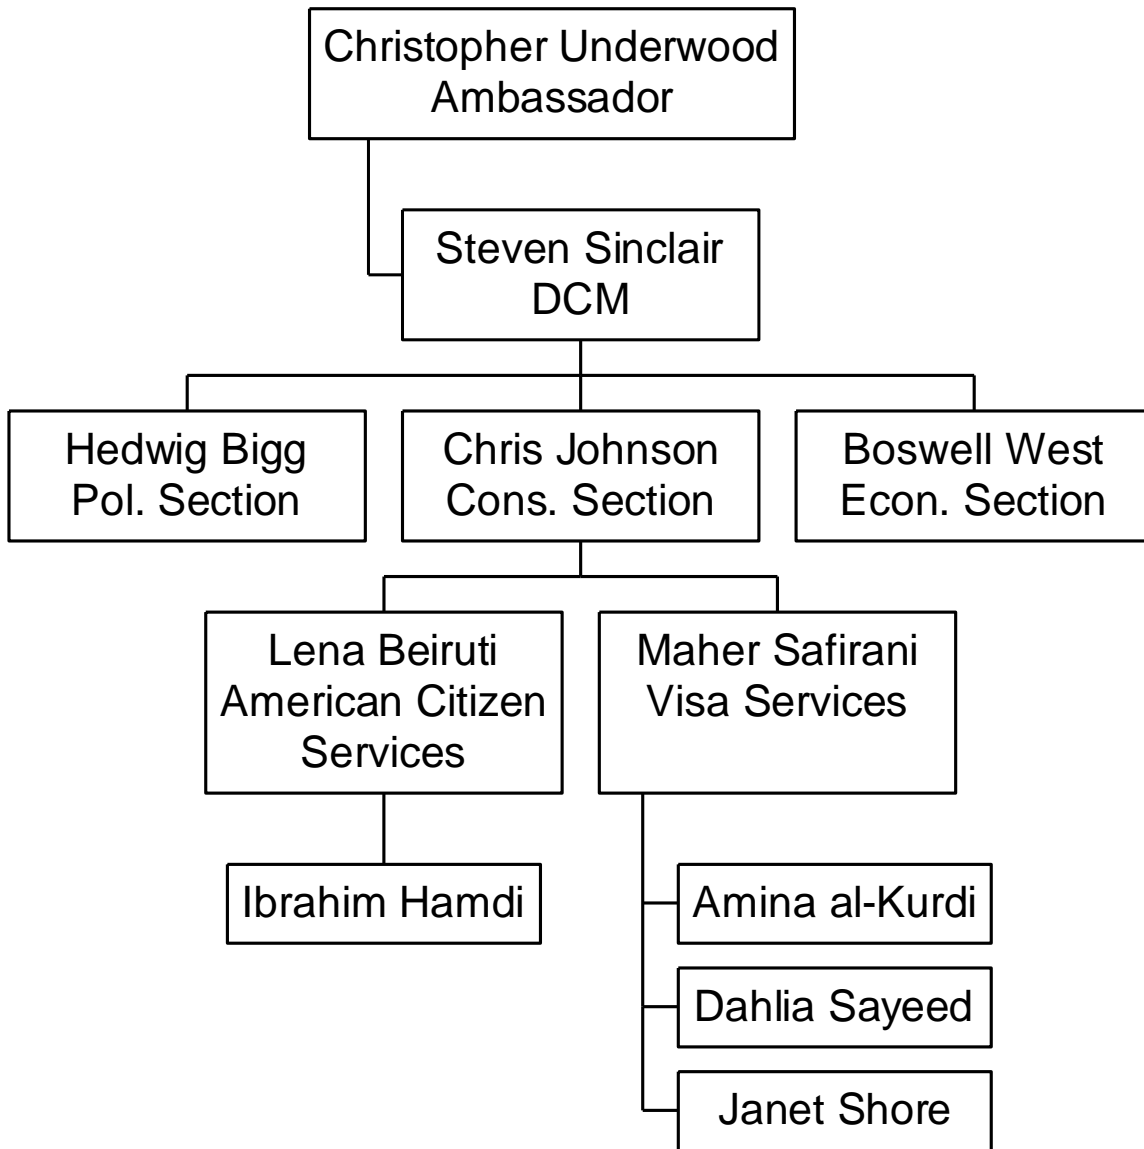 Christopher Underwood
Ambassador
Steven Sinclair
DCM
Hedwig Bigg
Pol. Section
Chris Johnson
Cons. Section
Boswell West
Econ. Section
Lena Beiruti
American Citizen
Services
Maher Safirani
Visa Services
Ibrahim Hamdi
Amina al-Kurdi
Dahlia Sayeed
Janet Shore